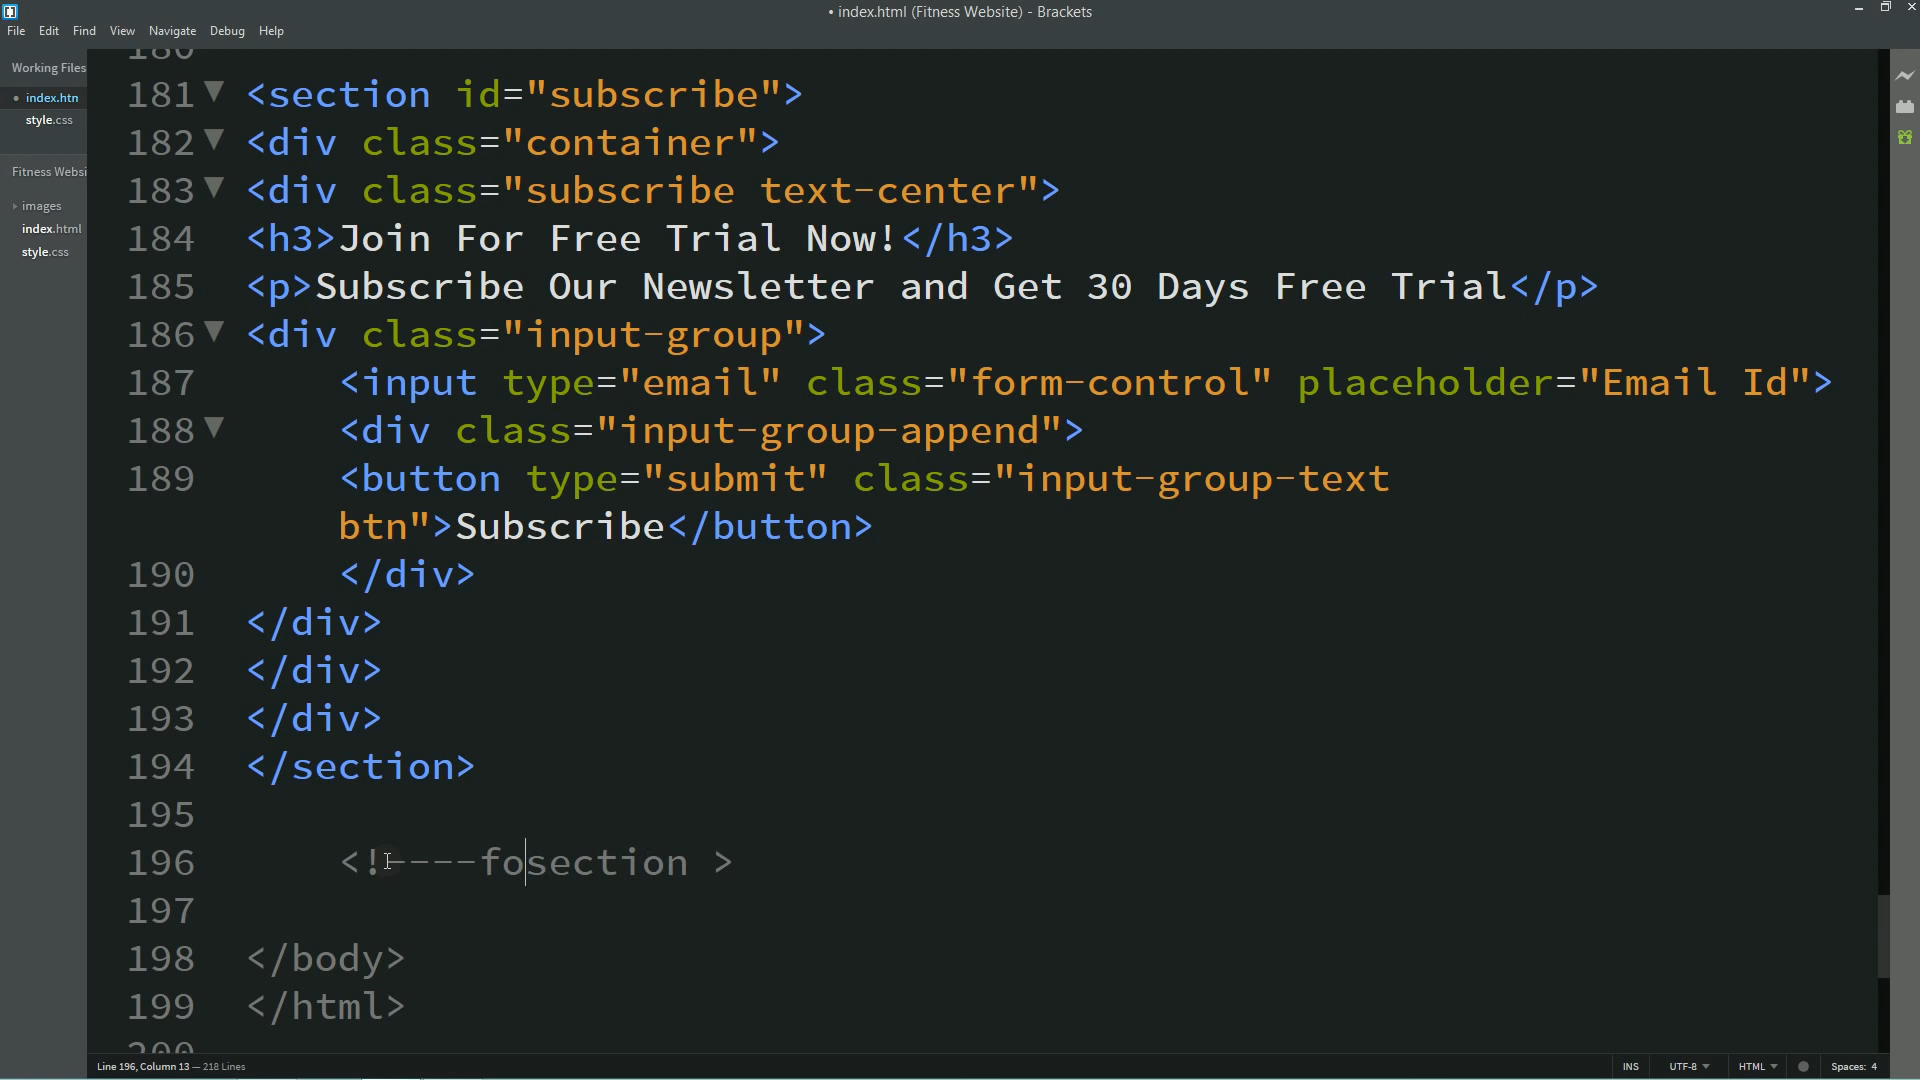 • index.html (Fitness Website) - Brackets
File Edit Find View Navigate Debug Help
Working Files
• index.htn
style.css
Fitness Websi
images
index.html
style.css
180
181 <section id="subscribe">
182 <div class="container">
183 <div class="subscribe text-center">
184 <h3>Join For Free Trial Now!</h3>
185 <p>Subscribe Our Newsletter and Get 30 Days Free Trial</p>
186 <div class="input-group">
187 <input type="email" class="form-control" placeholder="Email Id">
188 <div class="input-group-append">
189 <button type="submit" class="input-group-text
btn">Subscribe</button>
190 </div>
191 </div>
192 </div>
193 </div>
194 </section>
195
196 <!----fosection >
197
198 </body>
199 </html>
200
Line 196, Column 13 — 218 Lines
INS UTF-8 HTML Spaces: 4